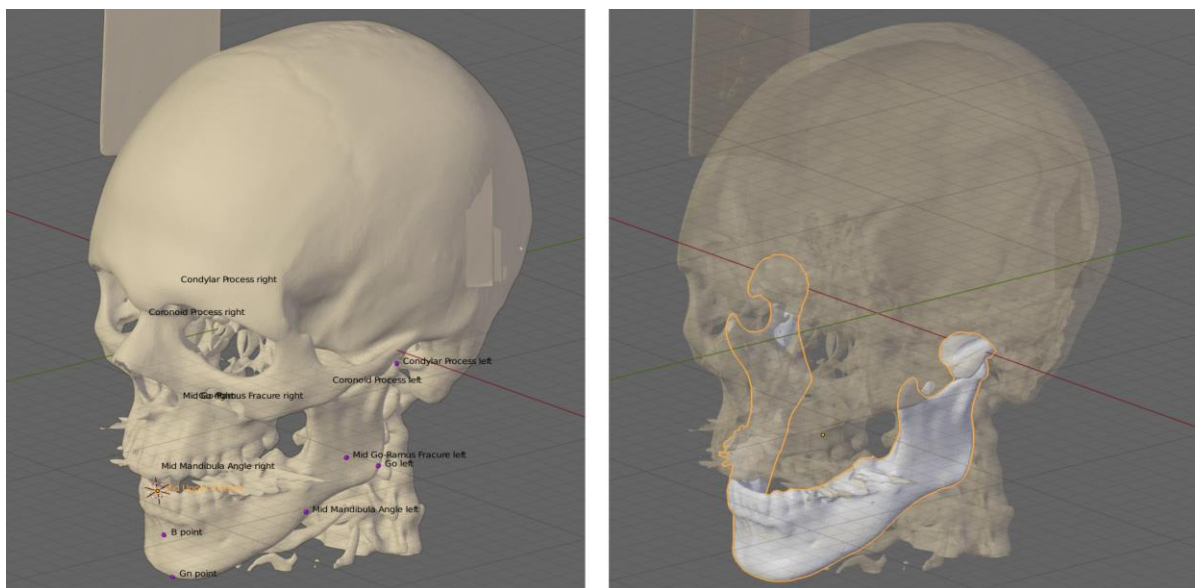 Condylar Process right
Coronoid Process right
Condylar Process left
Coronoid Process left
Mid Go-Ramus Fracure right
Mid Go-Ramus Fracure left
Go left
Mid Mandibula Angle right
Mid Mandibula Angle left
B point
Gn point